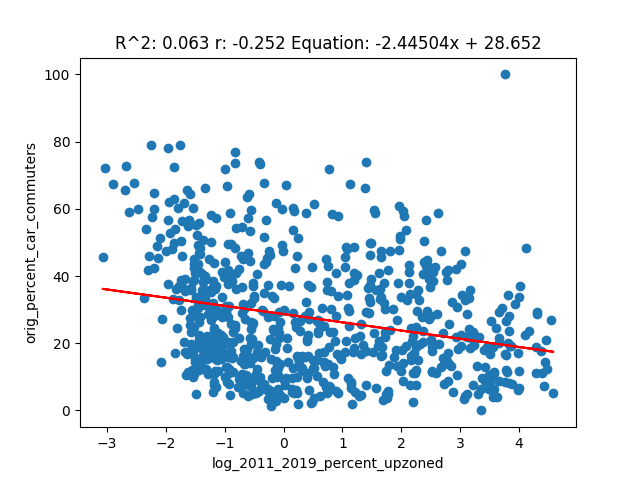 R^2: 0.063 r: -0.252 Equation: -2.44504x + 28.652
100
80
60
40
20
0
orig_percent_car_commuters
−3 −2 −1 0 1 2 3 4
log_2011_2019_percent_upzoned